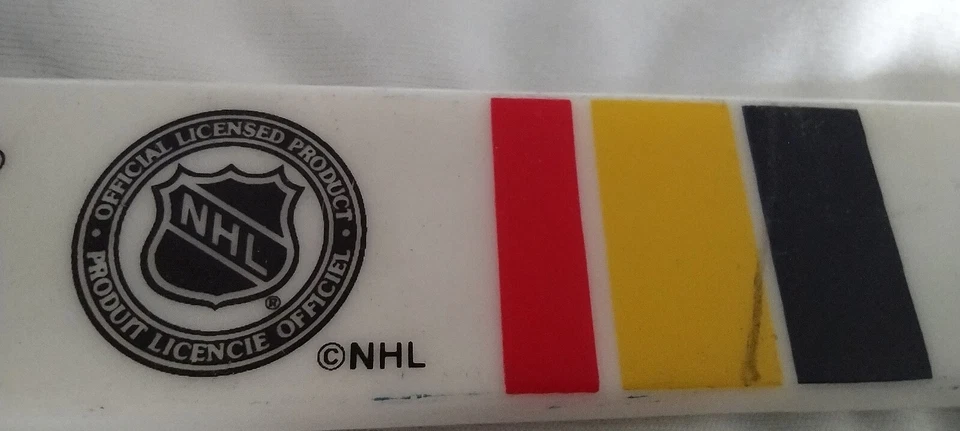 OFFICIAL LICENSED PRODUCT
NHL
®
PRODUIT LICENCIE OFFICIEL
©NHL